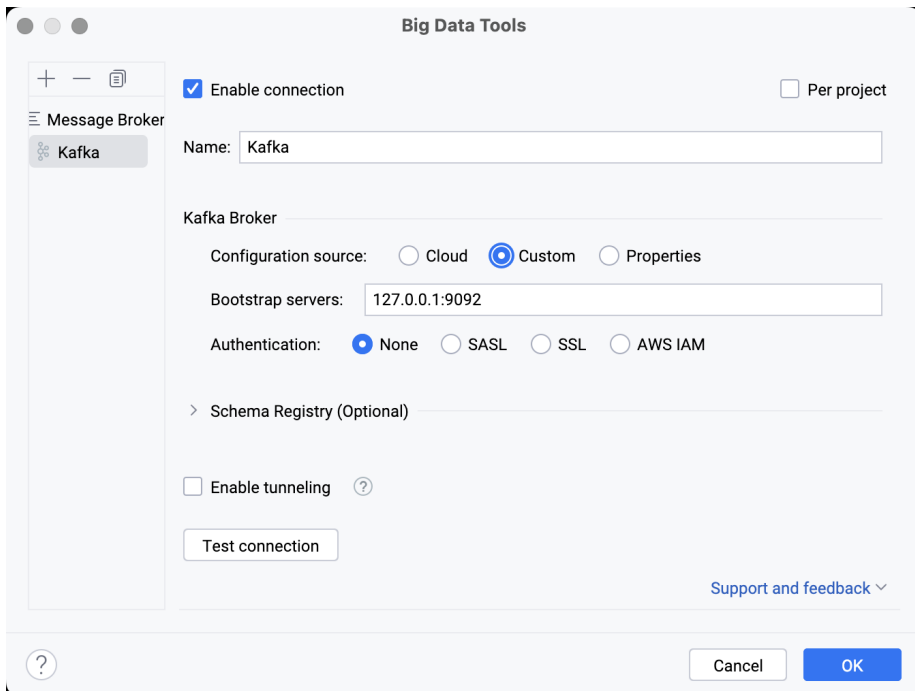 Big Data Tools
Message Broker
Kafka
Enable connection
Per project
Name: Kafka
Kafka Broker
Configuration source: Cloud Custom Properties
Bootstrap servers: 127.0.0.1:9092
Authentication: None SASL SSL AWS IAM
Schema Registry (Optional)
Enable tunneling ?
Test connection
Support and feedback
? Cancel OK